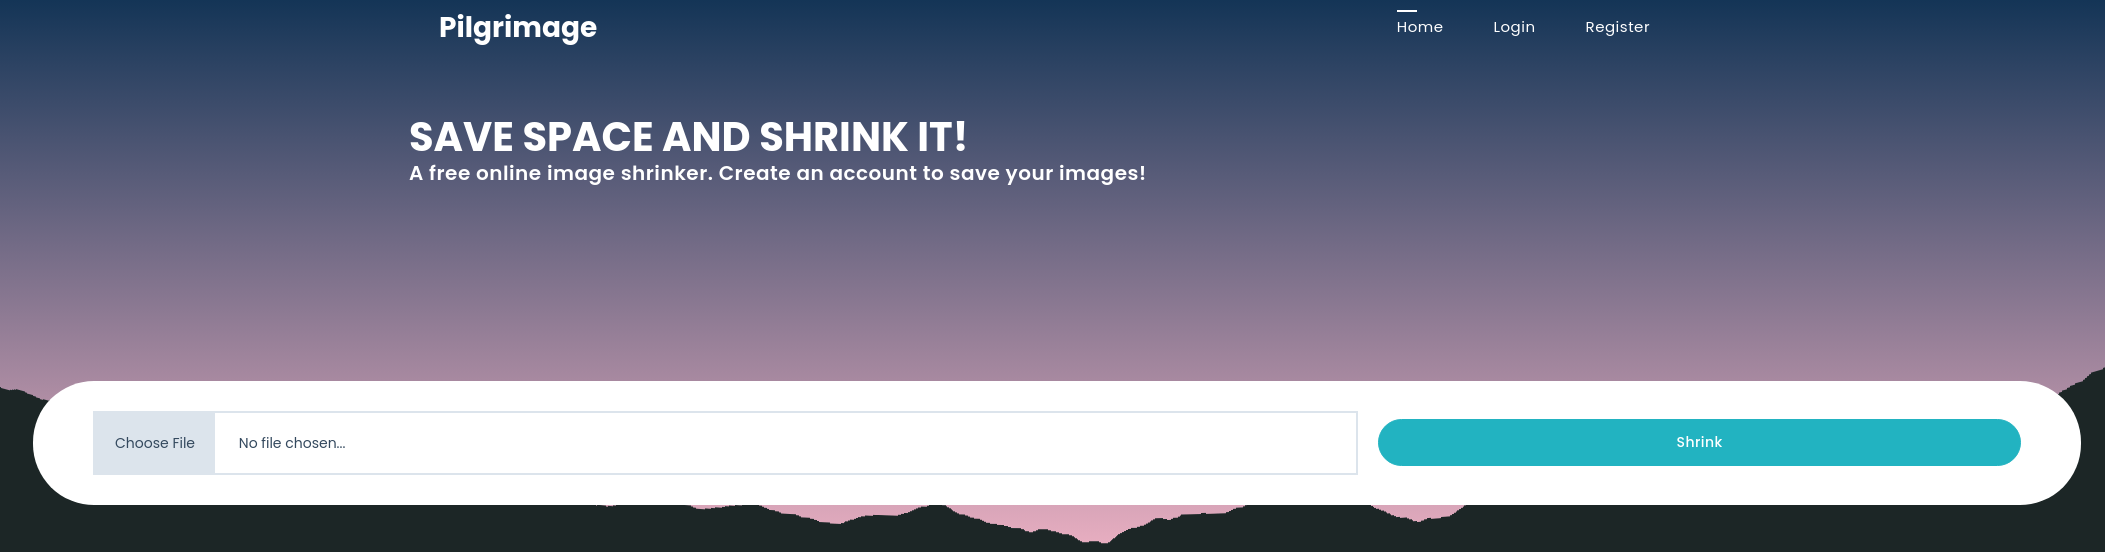 Pilgrimage
Home Login Register
SAVE SPACE AND SHRINK IT!
A free online image shrinker. Create an account to save your images!
Choose File No file chosen... Shrink